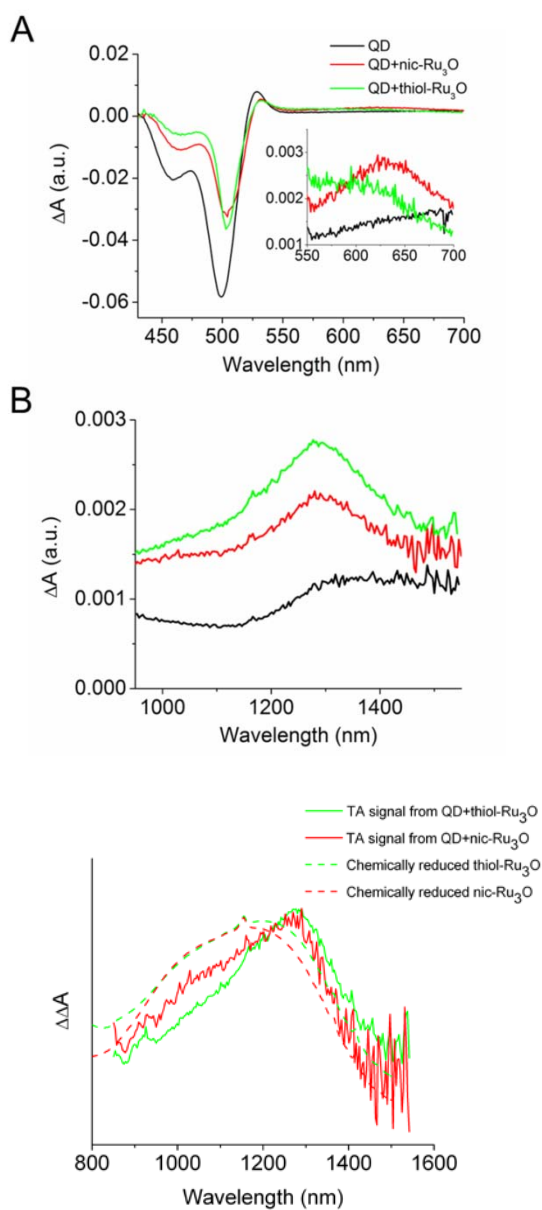 A
QD
QD+nic-Ru3O
QD+thiol-Ru3O
0.02
0.00
-0.02
-0.04
-0.06
ΔA (a.u.)
0.003
0.002
0.001
550 600 650 700
450 500 550 600 650 700
Wavelength (nm)
B
0.003
0.002
0.001
0.000
ΔA (a.u.)
1000 1200 1400
Wavelength (nm)
TA signal from QD+thiol-Ru3O
TA signal from QD+nic-Ru3O
Chemically reduced thiol-Ru3O
Chemically reduced nic-Ru3O
ΔΔA
800 1000 1200 1400 1600
Wavelength (nm)